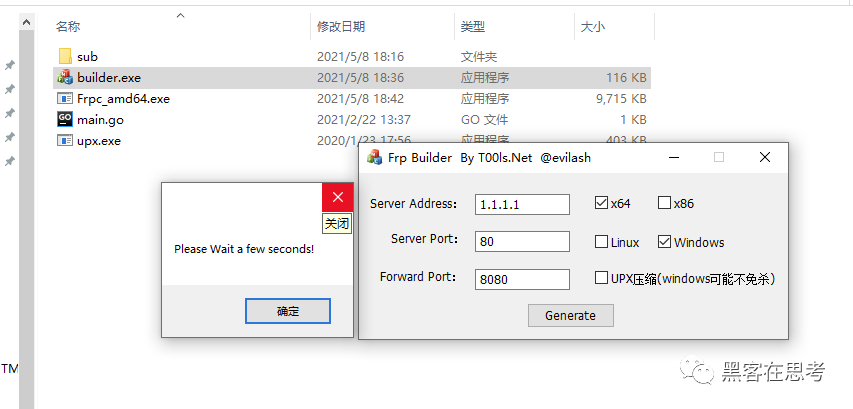 名称 修改日期 类型 大小
sub 2021/5/8 18:16 文件夹
builder.exe 2021/5/8 18:36 应用程序 116 KB
Frpc_amd64.exe 2021/5/8 18:42 应用程序 9,715 KB
main.go 2021/2/22 13:37 GO 文件 1 KB
GO
upx.exe 2020/1/23 17:56 应用程序 403 KB
Frp Builder By T00ls.Net @evilash
Server Address: 1.1.1.1 x64 x86
Server Port: 80 Linux Windows
Forward Port: 8080 UPX压缩(windows可能不免杀)
Generate
关闭
Please Wait a few seconds!
确定
TM
黑客在思考